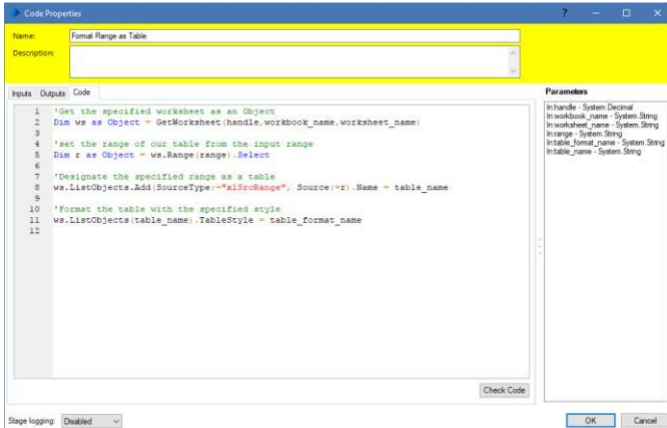 Code Properties
Name:
Format Range as Table
Description:
Inputs Outputs Code
1 'Get the specified worksheet as an Object
2 Dim ws as Object = GetWorksheet(handle,workbook_name,worksheet_name)
3
4 'set the range of our table from the input range
5 Dim r as Object = ws.Range(range).Select
6
7 'Designate the specified range as a table
8 ws.ListObjects.Add(SourceType:="xlSrcRange", Source:=r).Name = table_name
9
10 'Format the table with the specified style
11 ws.ListObjects(table_name).TableStyle = table_format_name
12
Check Code
Parameters
In:handle - System.Decimal
In:workbook_name - System.String
In:worksheet_name - System.String
In:range - System.String
In:table_format_name - System.String
In:table_name - System.String
Stage logging: Disabled
OK Cancel